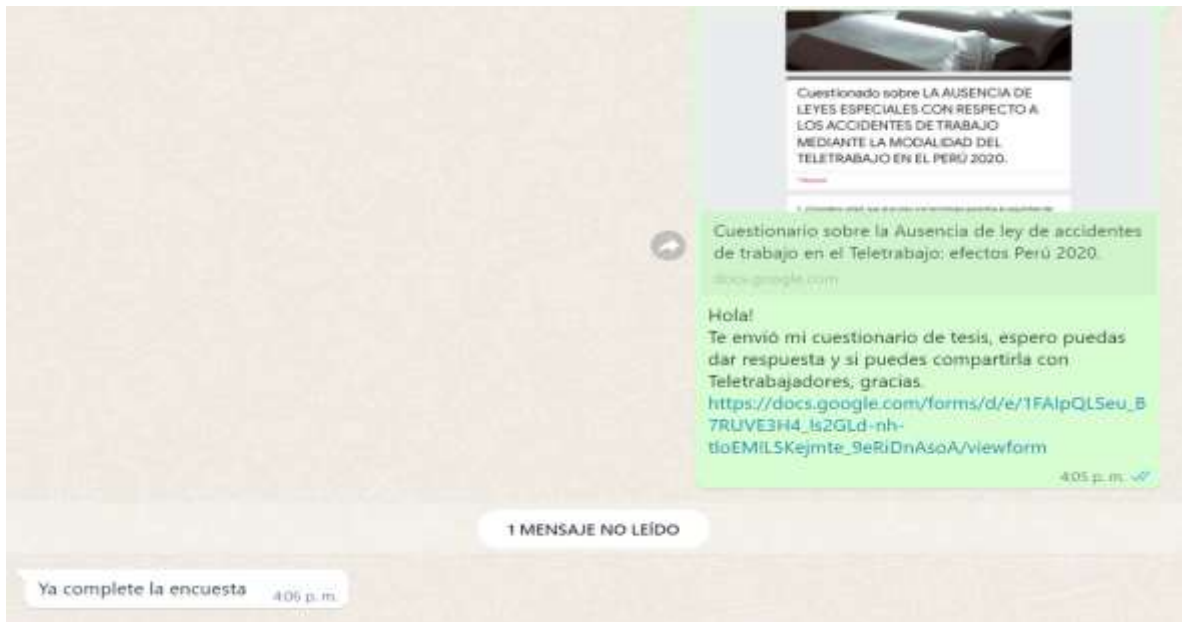 Cuestionado sobre LA AUSENCIA DE
LEYES ESPECIALES CON RESPECTO A
LOS ACCIDENTES DE TRABAJO
MEDIANTE LA MODALIDAD DEL
TELETRABAJO EN EL PERÚ 2020.
Cuestionario sobre la Ausencia de ley de accidentes
de trabajo en el Teletrabajo: efectos Perú 2020.
docs.google.com
Hola!
Te envió mi cuestionario de tesis, espero puedas
dar respuesta y si puedes compartirla con
Teletrabajadores, gracias.
https://docs.google.com/forms/d/e/1FAIpQLSeu_B
7RUVE3H4_Is2GLd-nh-
tloEMILSKejmte_9eRiDnAsoA/viewform
4:05 p. m.
1 MENSAJE NO LEÍDO
Ya complete la encuesta
4:06 p. m.